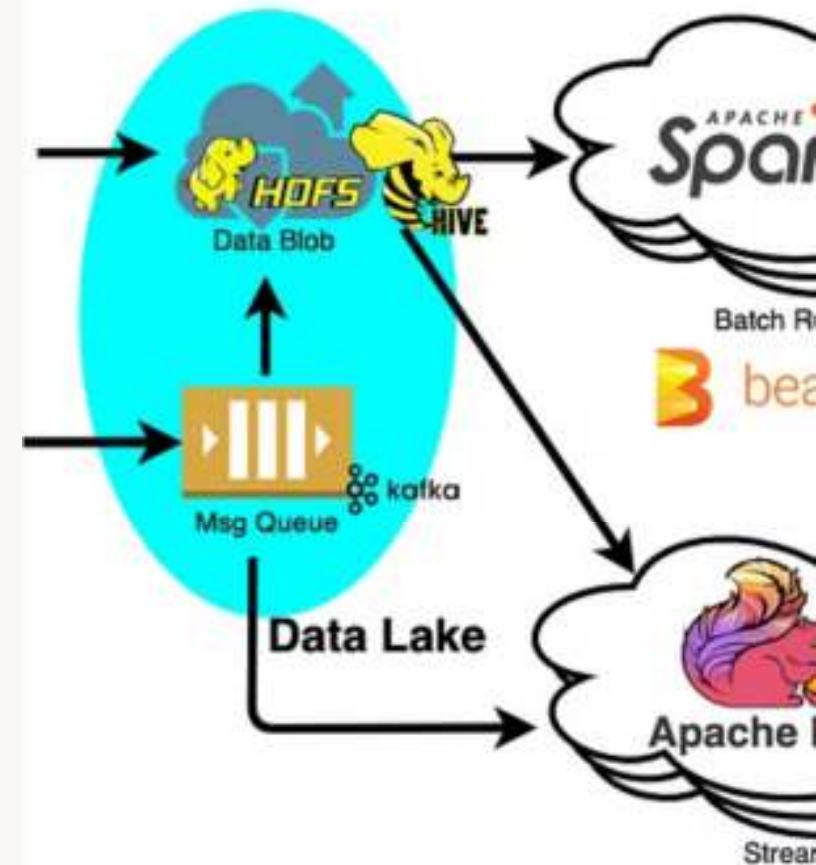 HDFS
HIVE
Data Blob
APACHE
Spar
Batch R
bea
kafka
Msg Queue
Data Lake
Apache
Strear